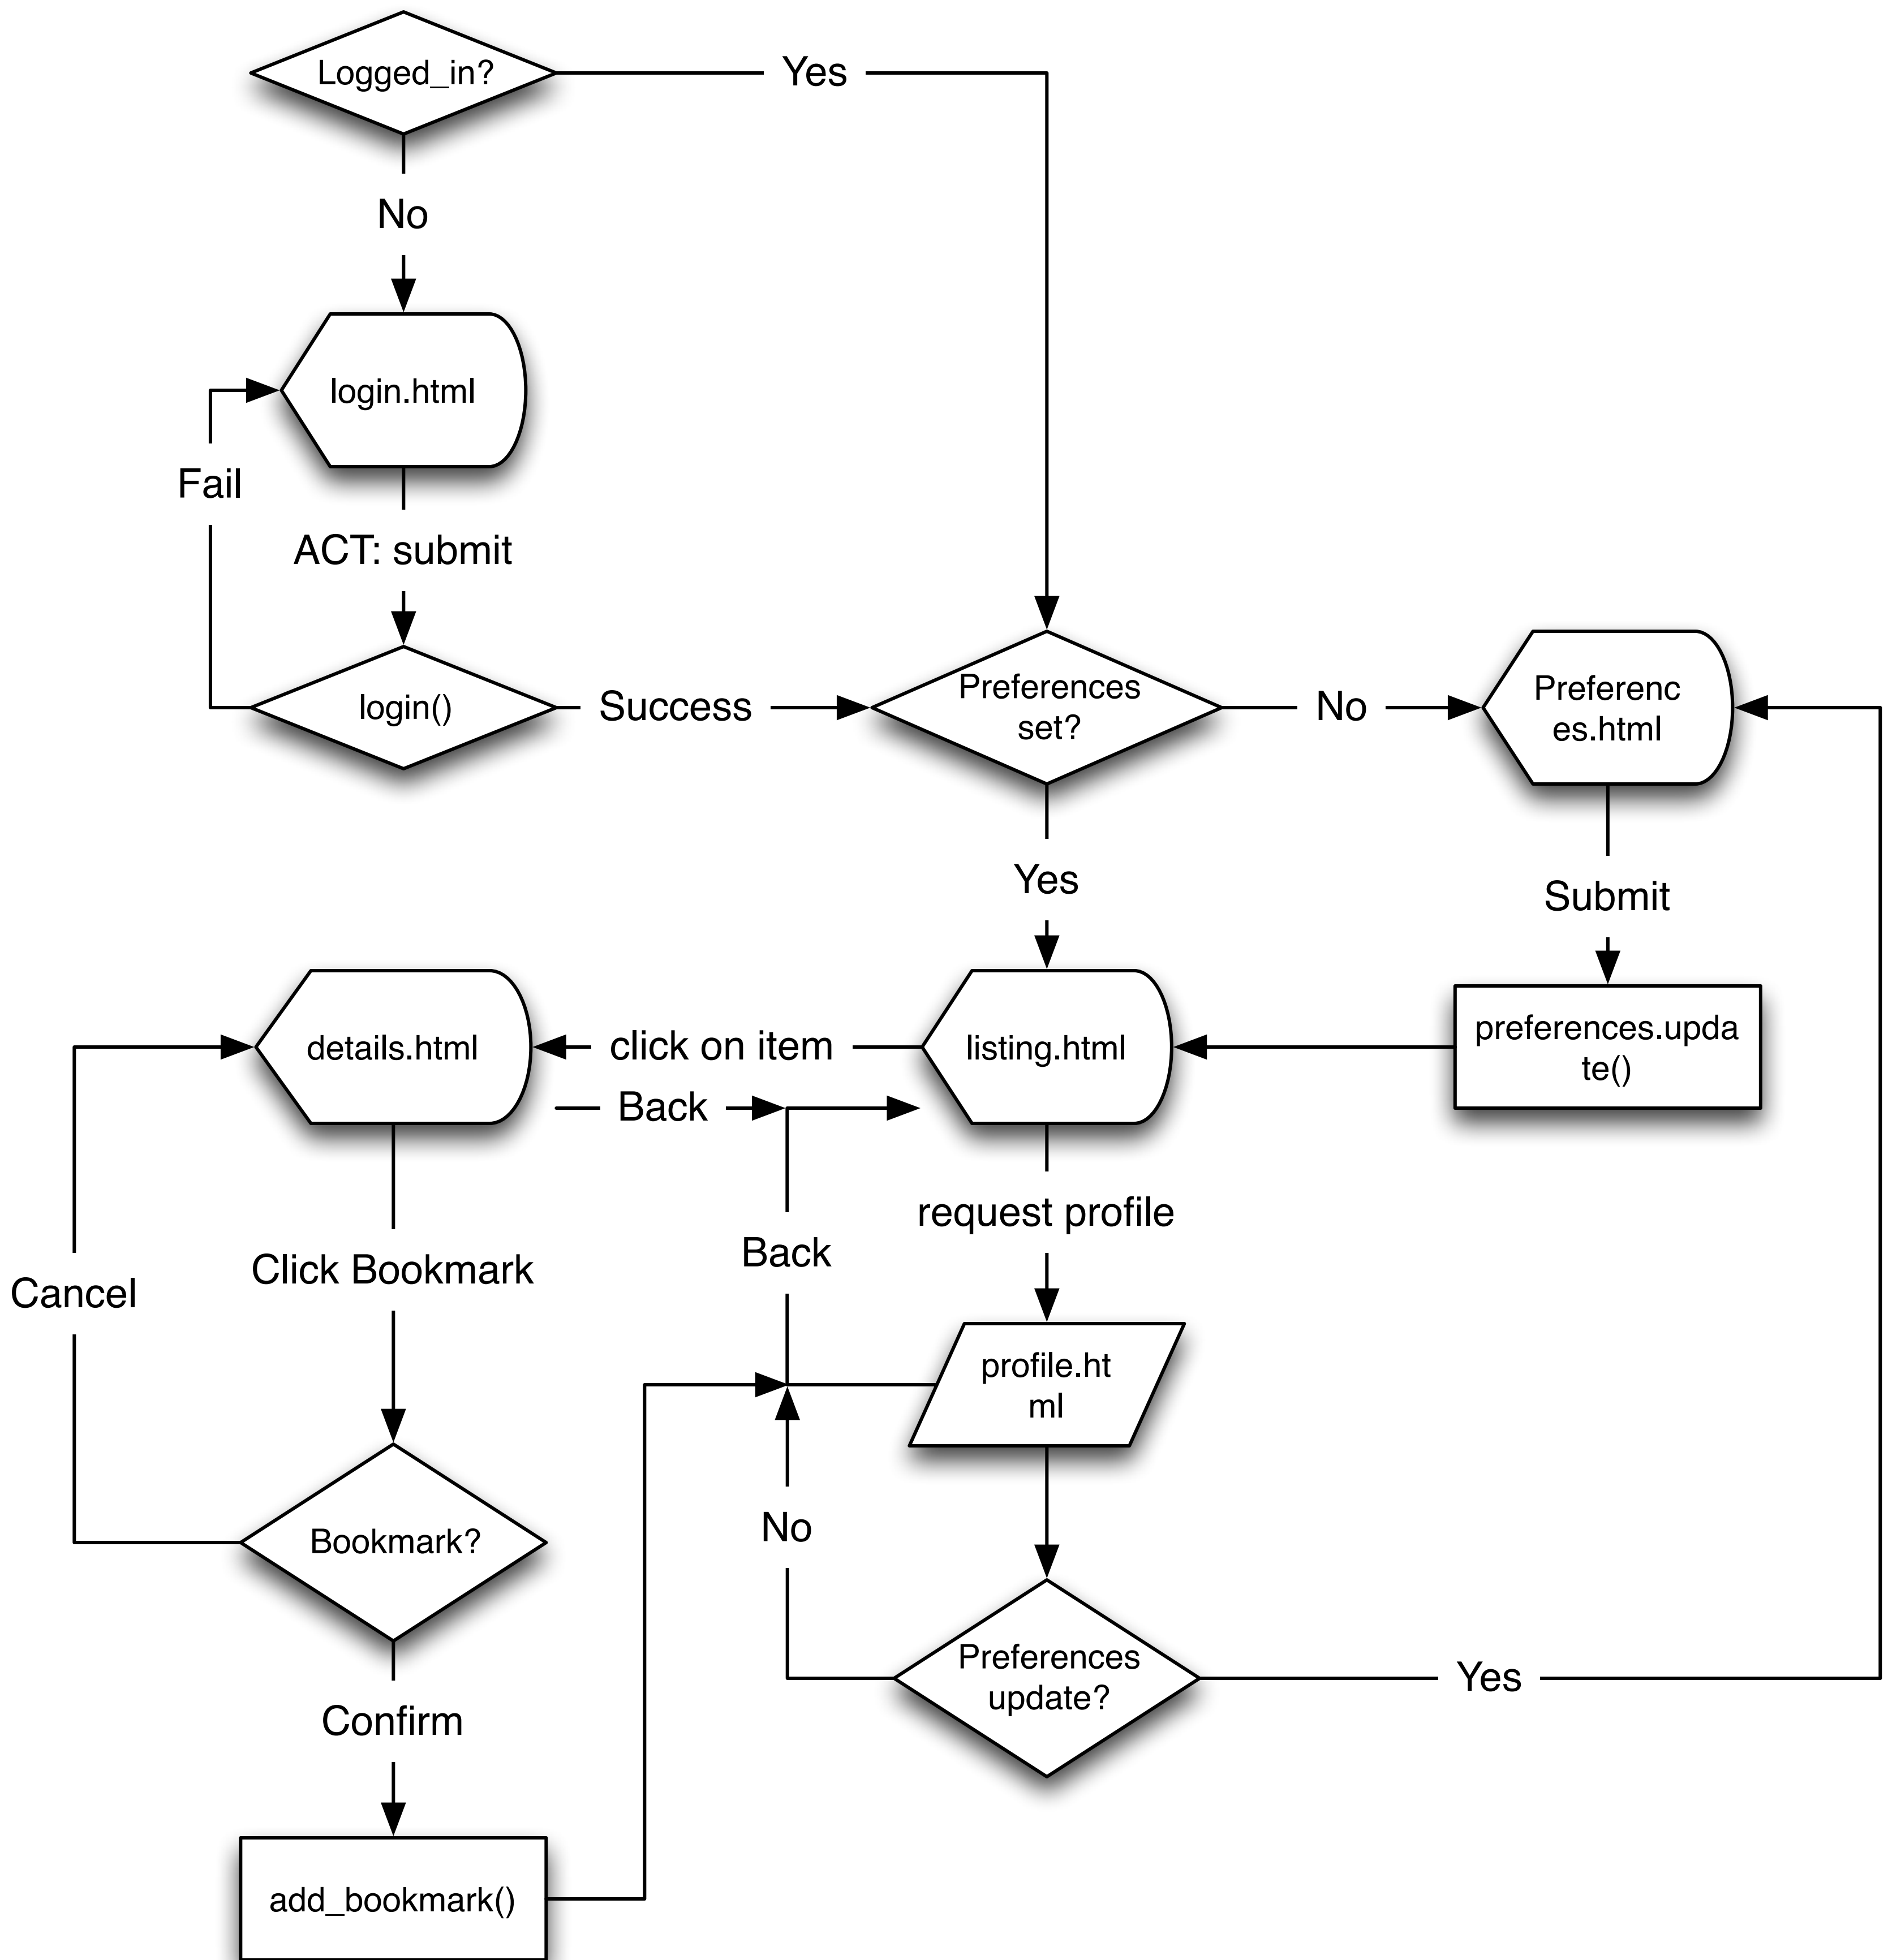 Logged_in?
Yes
No
login.html
Fail
ACT: submit
login()
Success
Preferences
set?
No
Preferenc
es.html
Yes
Submit
details.html
click on item
listing.html
preferences.upda
te()
Back
request profile
Back
Click Bookmark
Cancel
profile.ht
ml
No
Bookmark?
Preferences
update?
Yes
Confirm
add_bookmark()